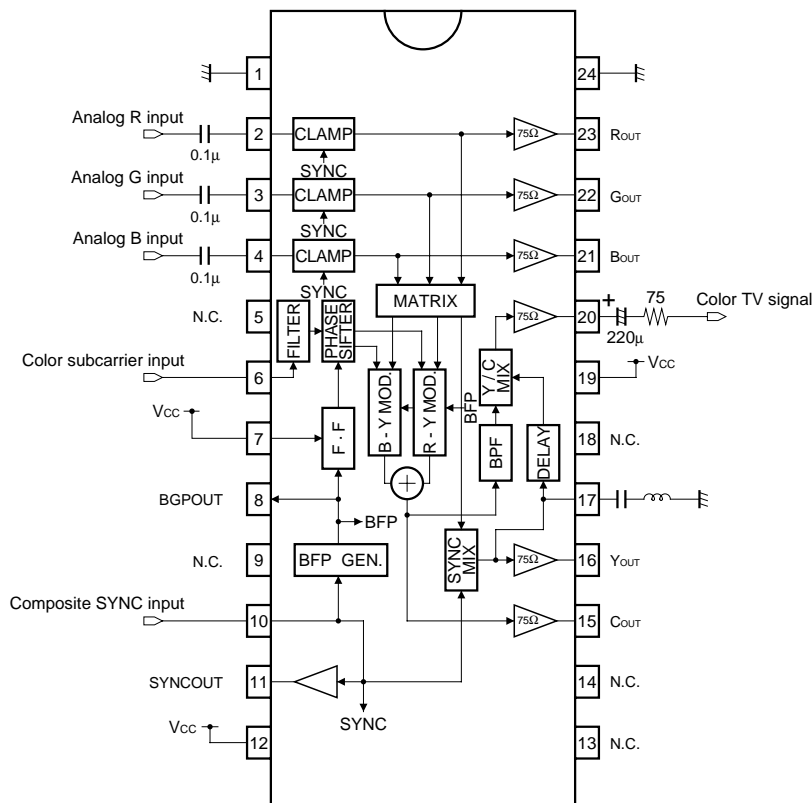 1
24
Analog R input
0.1μ
2
CLAMP
SYNC
75Ω
23
ROUT
Analog G input
0.1μ
3
CLAMP
SYNC
75Ω
22
GOUT
Analog B input
0.1μ
4
CLAMP
SYNC
75Ω
21
BOUT
N.C.
5
FILTER
PHASE
SIFTER
MATRIX
75Ω
20
+
220μ
75
Color TV signal
Color subcarrier input
6
B - Y MOD.
R - Y MOD.
BFP
Y / C
MIX
19
VCC
VCC
7
F · F
BPF
DELAY
18
N.C.
BGPOUT
8
BFP
17
N.C.
9
BFP GEN.
SYNC
MIX
75Ω
16
YOUT
Composite SYNC input
10
75Ω
15
COUT
SYNCOUT
11
SYNC
14
N.C.
VCC
12
13
N.C.